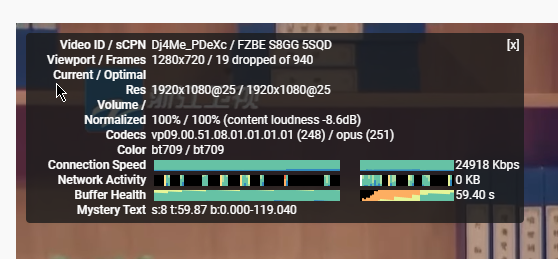 Video ID / sCPN Dj4Me_PDeXc / FZBE S8GG 5SQD [x]
Viewport / Frames 1280x720 / 19 dropped of 940
Current / Optimal
Res 1920x1080@25 / 1920x1080@25
Volume /
Normalized 100% / 100% (content loudness -8.6dB)
Codecs vp09.00.51.08.01.01.01.01 (248) / opus (251)
Color bt709 / bt709
Connection Speed 24918 Kbps
Network Activity 0 KB
Buffer Health 59.40 s
Mystery Text s:8 t:59.87 b:0.000-119.040